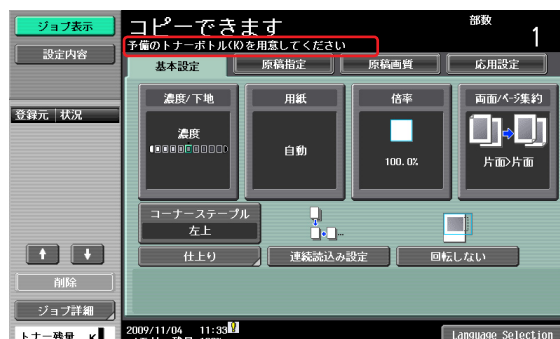 ジョブ表示
コピーできます
部数
1
予備のトナーボトル(K)を用意してください
設定内容
基本設定
原稿指定
原稿画質
応用設定
登録元 状況
濃度/下地
用紙
倍率
両面/ページ集約
濃度
自動
100.0%
片面>片面
コーナーステープル
左上
仕上り
連続読込み設定
回転しない
削除
ジョブ詳細
トナー残量 K
2009/11/04 11:33
Language Selection